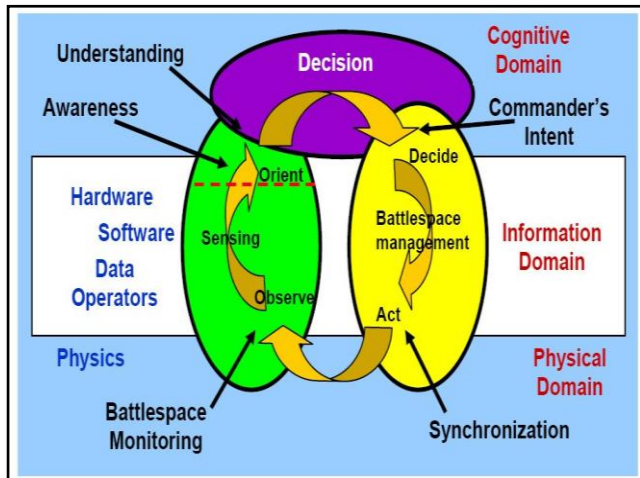 Understanding
Decision
Cognitive
Domain
Awareness
Commander's
Intent
Decide
Orient
Hardware
Software
Data
Operators
Sensing
Battlespace
management
Information
Domain
Observe
Act
Physics
Physical
Domain
Battlespace
Monitoring
Synchronization